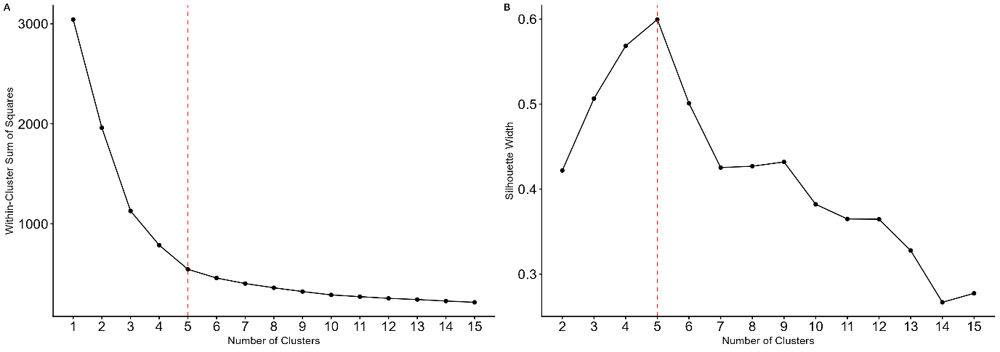 A
Within-Cluster Sum of Squares
3000
2000
1000
1 2 3 4 5 6 7 8 9 10 11 12 13 14 15
Number of Clusters
B
Silhouette Width
0.6
0.5
0.4
0.3
2 3 4 5 6 7 8 9 10 11 12 13 14 15
Number of Clusters